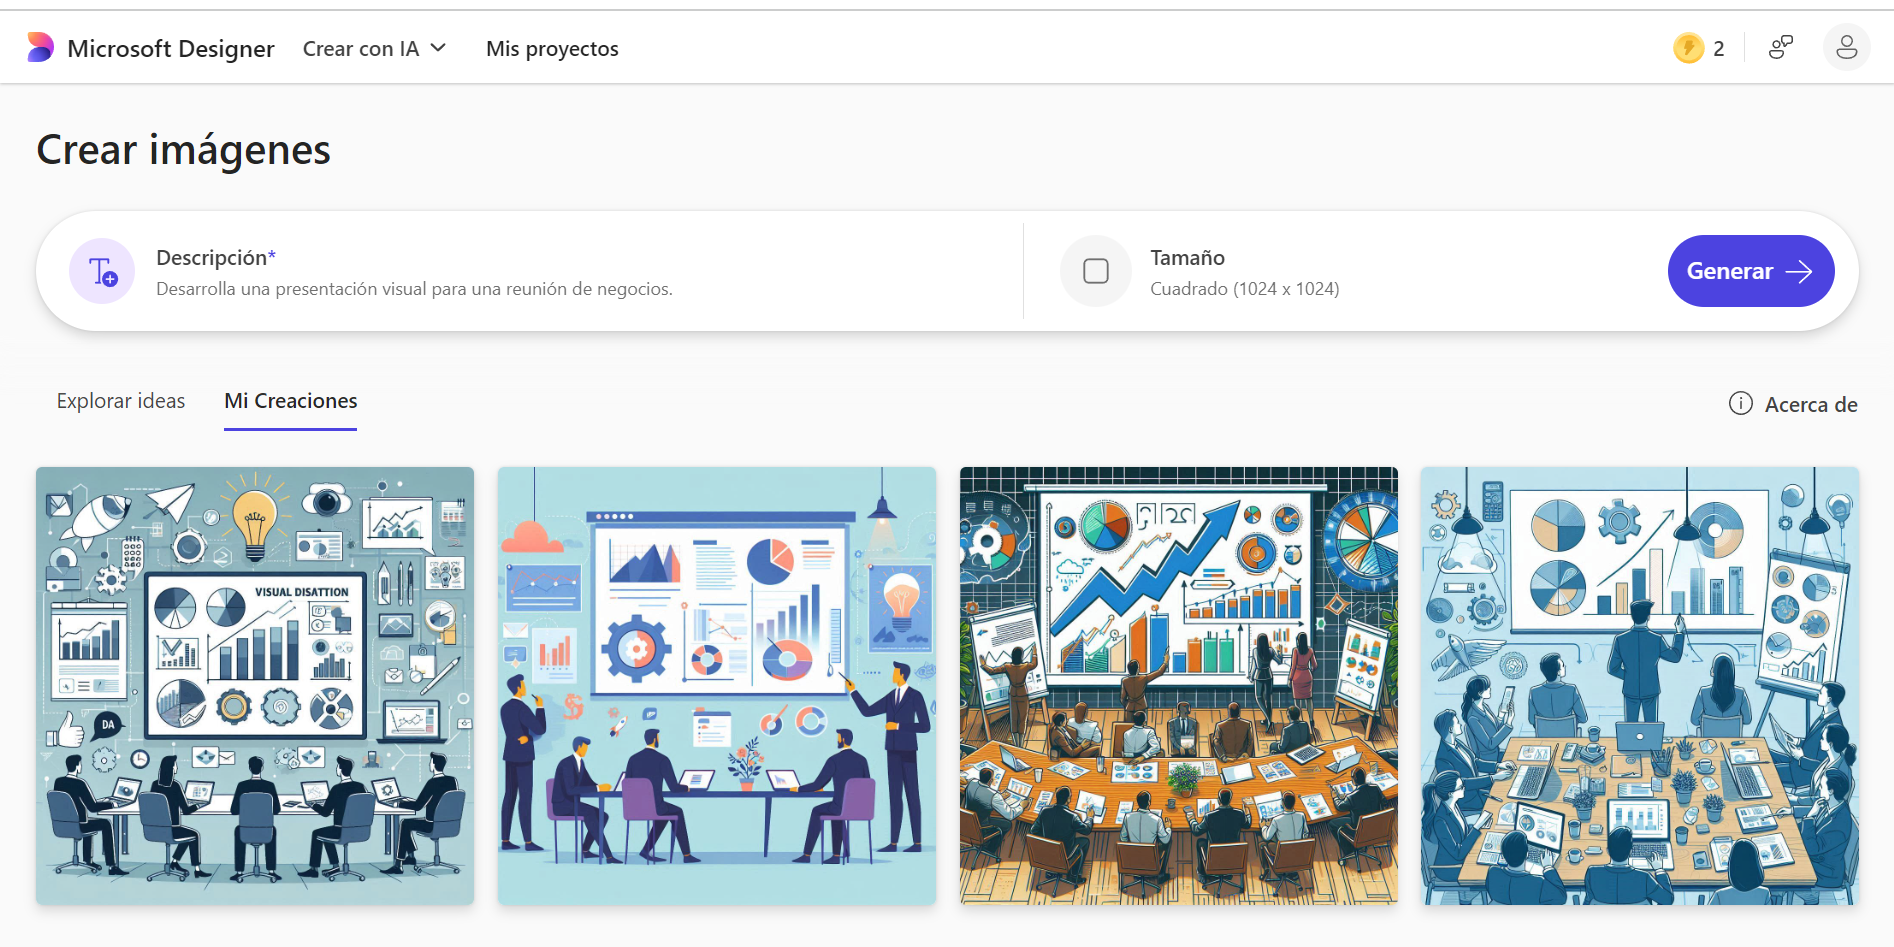 Microsoft Designer
Crear con IA
Mis proyectos
2
Crear imágenes
Descripción*
Desarrolla una presentación visual para una reunión de negocios.
Tamaño
Cuadrado (1024 x 1024)
Generar
Explorar ideas
Mi Creaciones
Acerca de
VISUAL DISATTION
DA